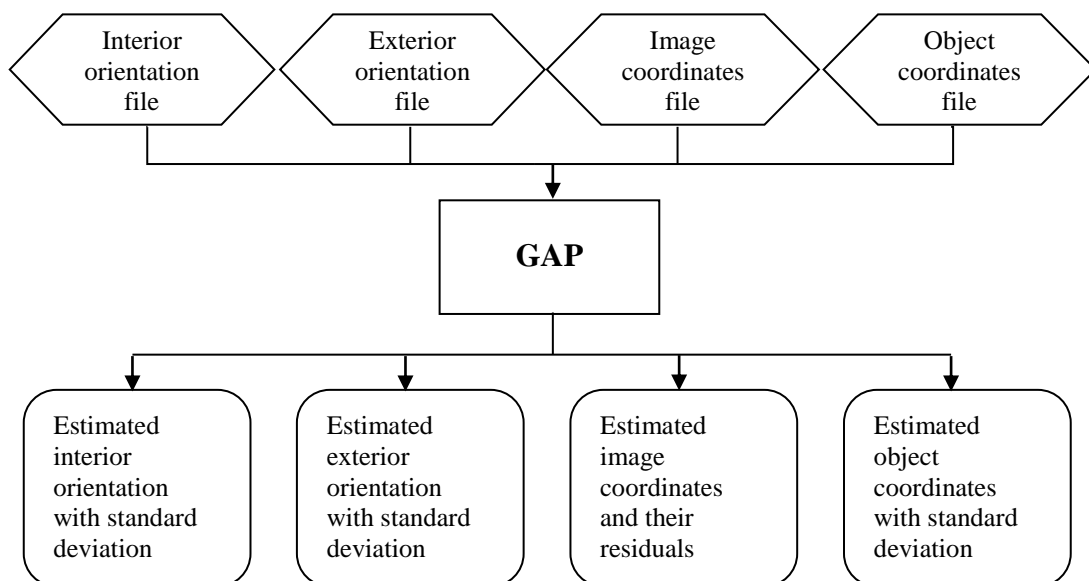 Interior
orientation
file
Exterior
orientation
file
Image
coordinates
file
Object
coordinates
file
GAP
Estimated
interior
orientation
with standard
deviation
Estimated
exterior
orientation
with standard
deviation
Estimated
image
coordinates
and their
residuals
Estimated
object
coordinates
with standard
deviation